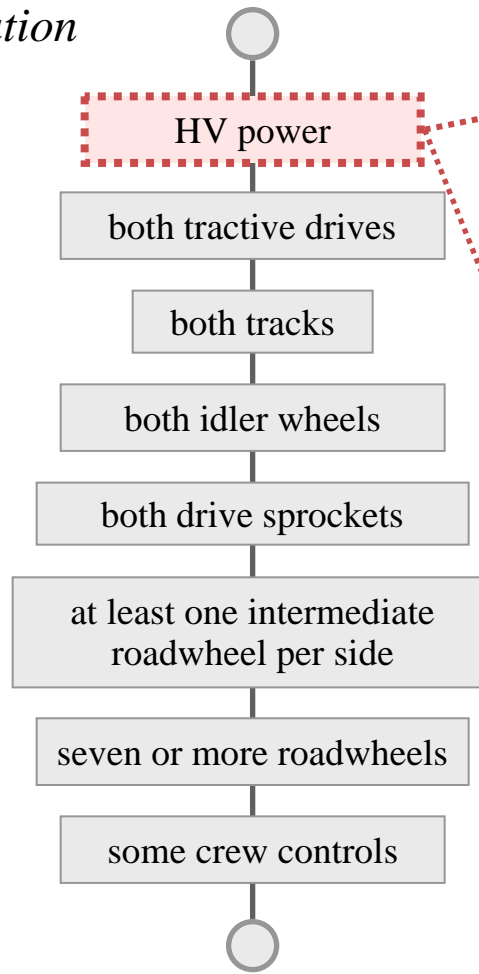 HV power
both tractive drives
both tracks
both idler wheels
both drive sprockets
at least one intermediate
roadwheel per side
seven or more roadwheels
some crew controls